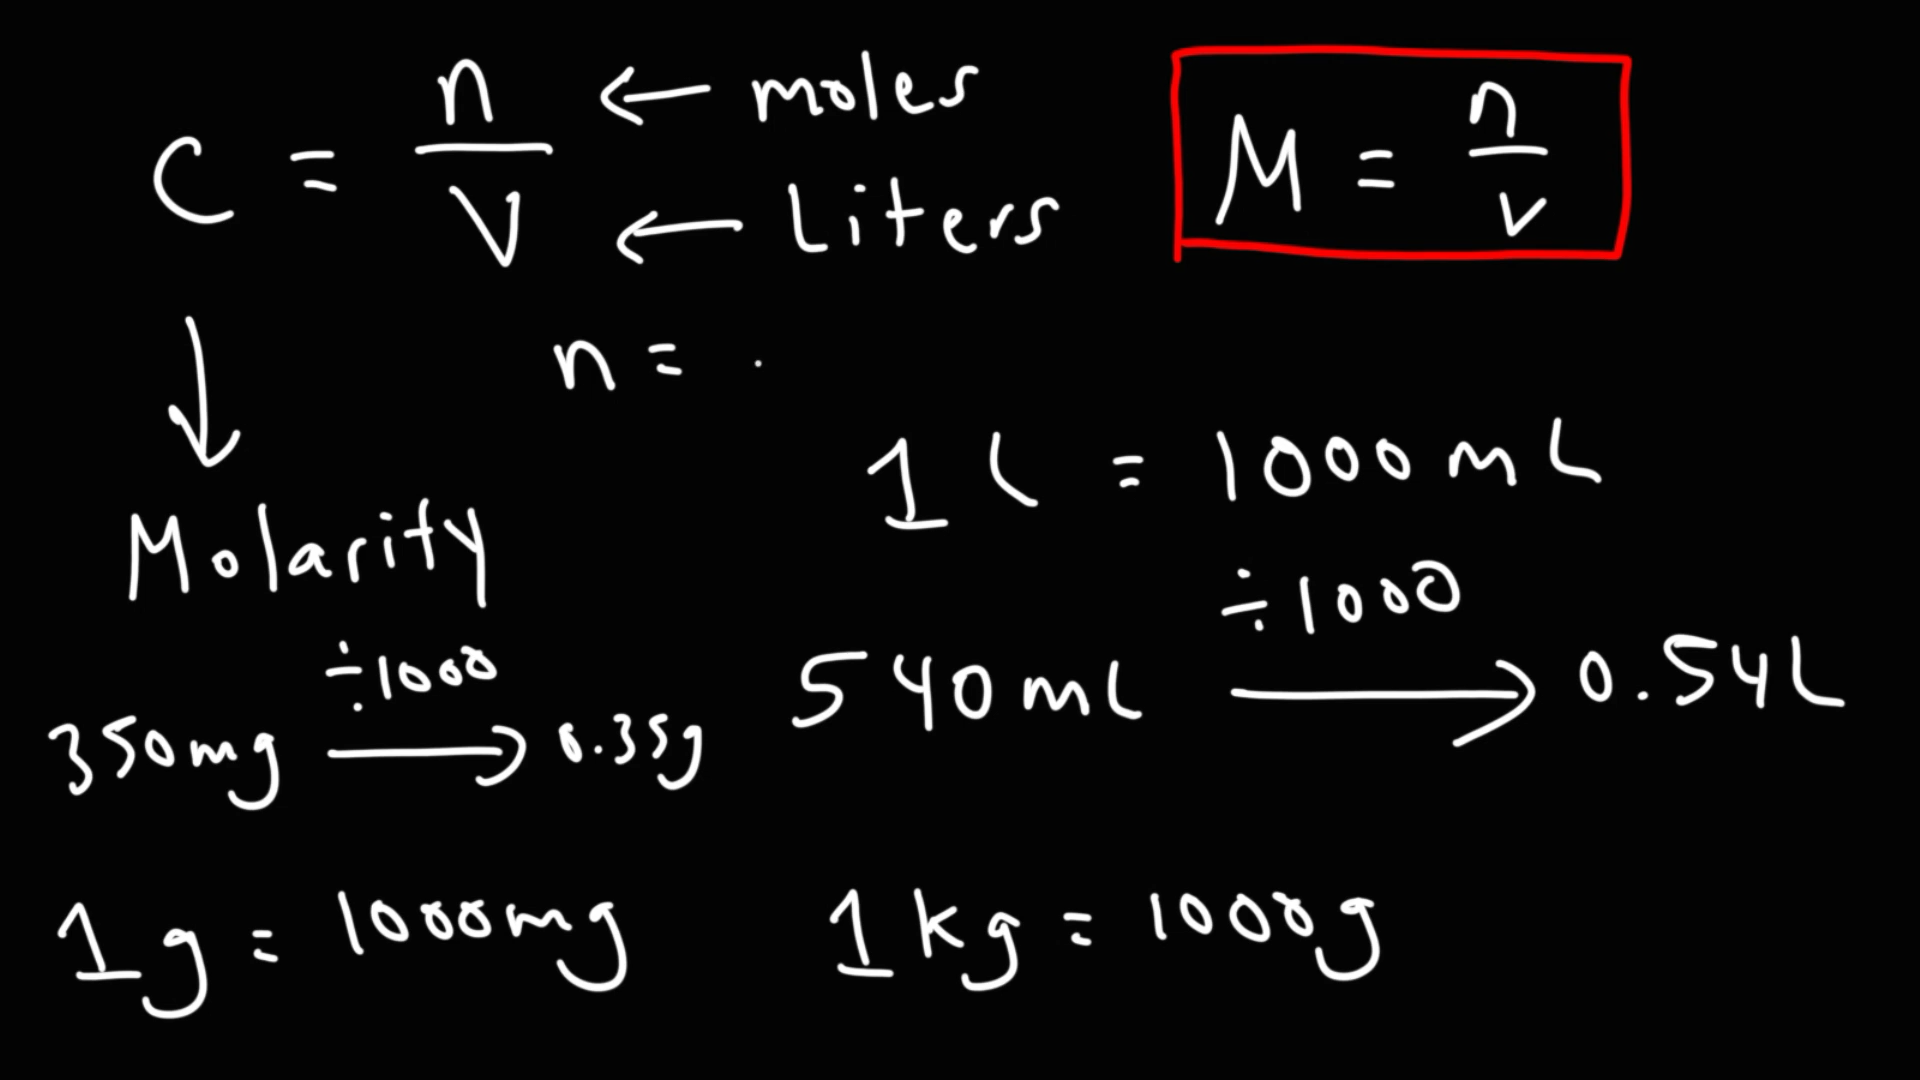 C = n/V ← moles
← Liters
M = n/V
n = .
↓
Molarity
1 L = 1000 mL
÷1000
540 mL → 0.54 L
÷1000
350 mg → 0.35 g
1 g = 1000 mg
1 kg = 1000 g